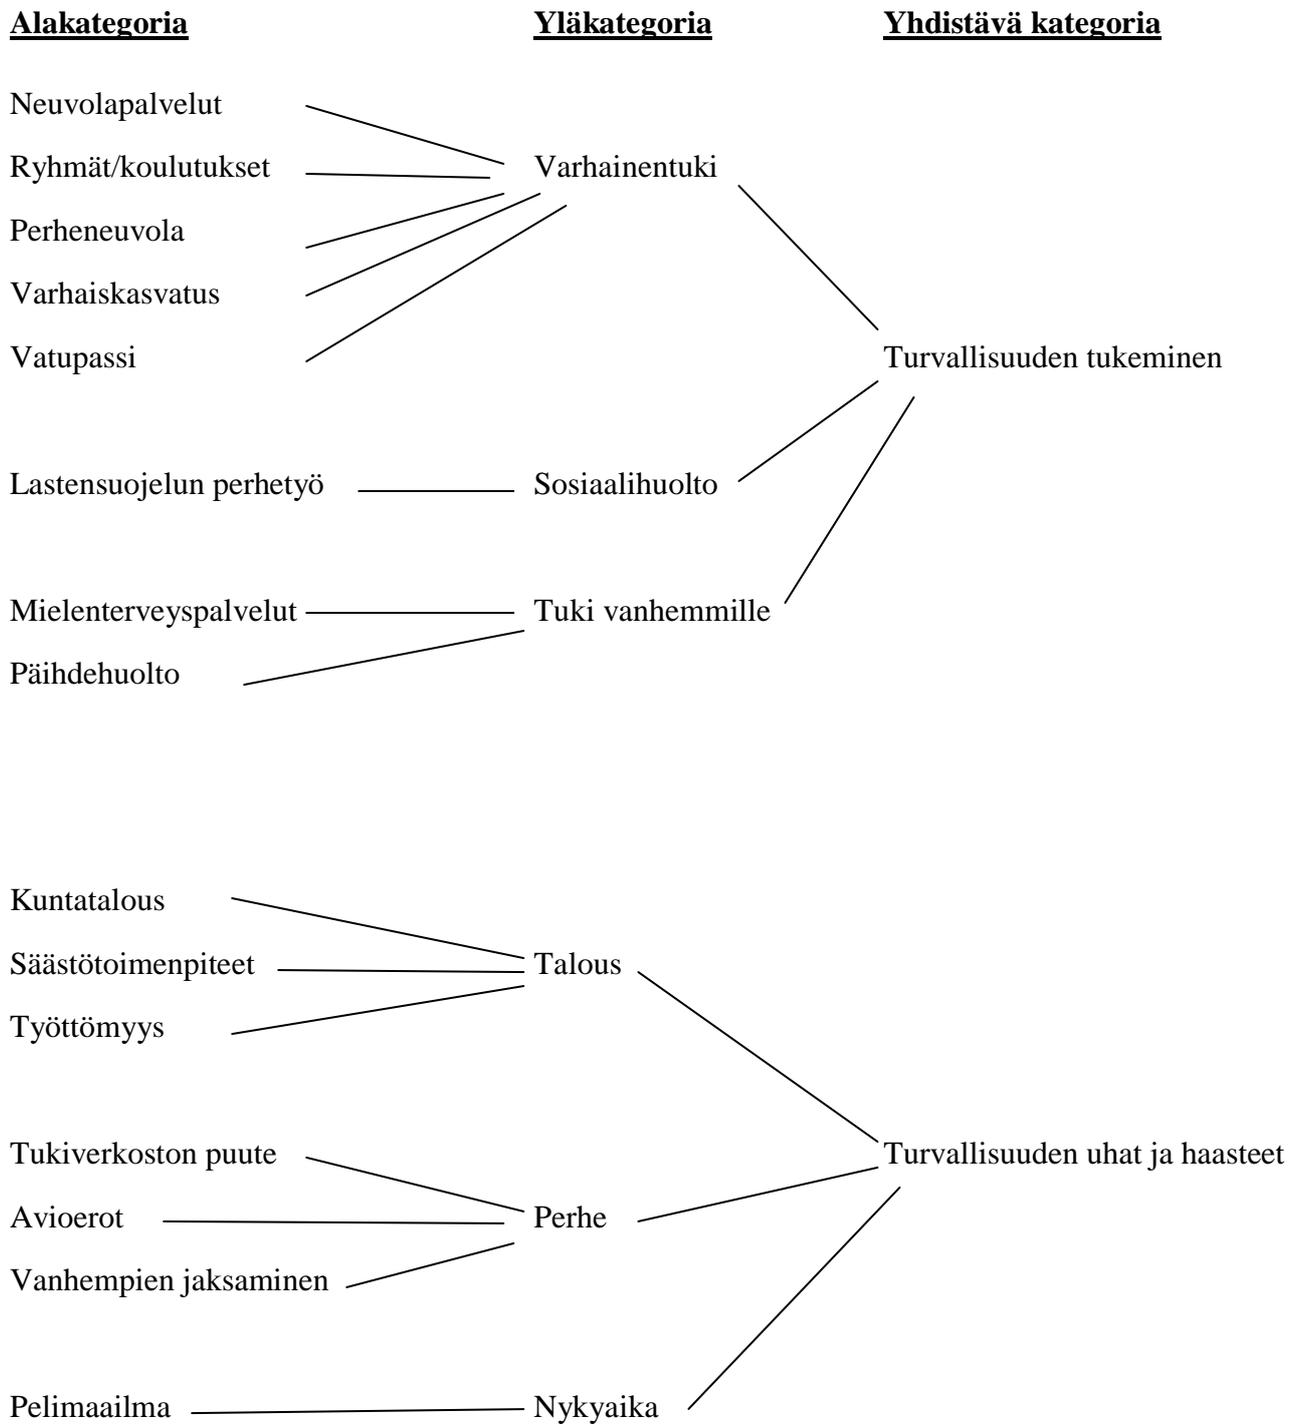 Alakategoria Yläkategoria Yhdistävä kategoria
Neuvolapalvelut
Ryhmät/koulutukset Varhainentuki
Perheneuvola
Varhaiskasvatus
Vatupassi Turvallisuuden tukeminen
Lastensuojelun perhetyö Sosiaalihuolto
Mielenterveyspalvelut Tuki vanhemmille
Päihdehuolto
Kuntatalous
Säästötoimenpiteet Talous
Työttömyys
Tukiverkoston puute Turvallisuuden uhat ja haasteet
Avioerot Perhe
Vanhempien jaksaminen
Pelimaailma Nykyaika